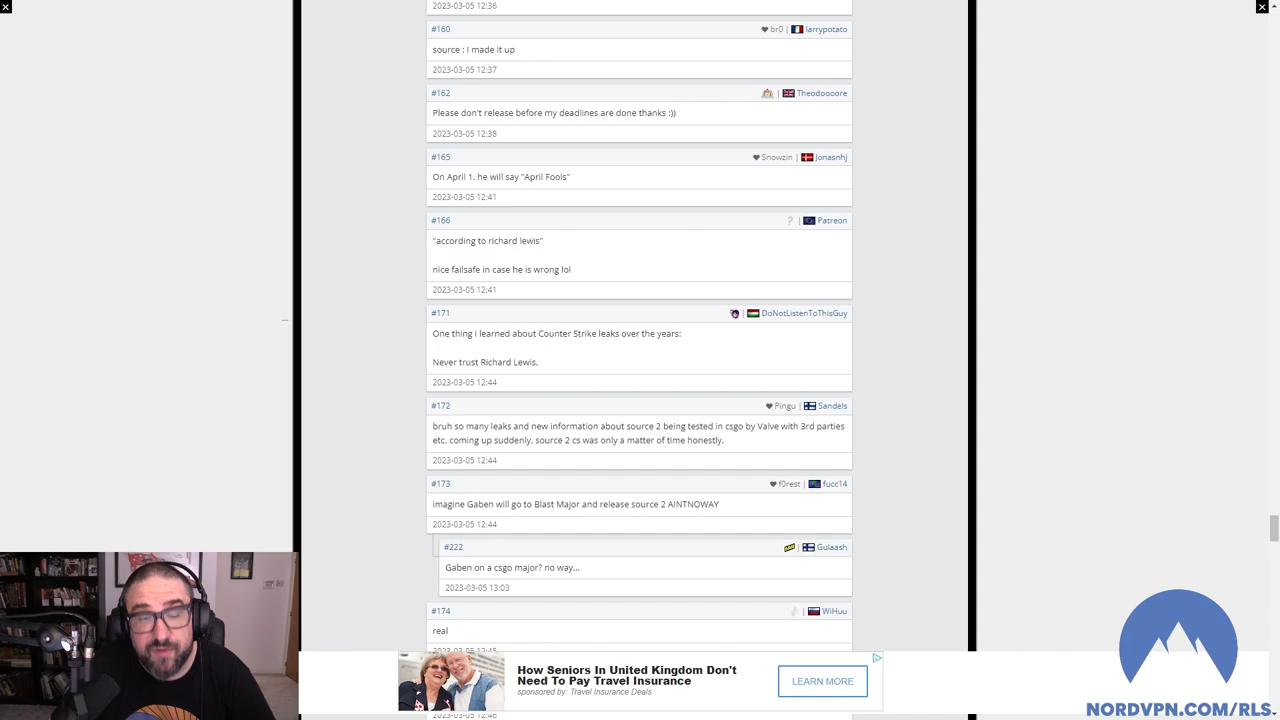 2023-03-05 12:36
#160
br0 | larrypotato
source : I made it up
2023-03-05 12:37
#162
| Theodoooore
Please don't release before my deadlines are done thanks :))
2023-03-05 12:38
#165
Snowzin | Jonasnhj
On April 1. he will say "April Fools"
2023-03-05 12:41
#166
? | Patreon
"according to richard lewis"
nice failsafe in case he is wrong lol
2023-03-05 12:41
#171
| DoNotListenToThisGuy
One thing i learned about Counter Strike leaks over the years:
Never trust Richard Lewis.
2023-03-05 12:44
#172
Pingu | Sandels
bruh so many leaks and new information about source 2 being tested in csgo by Valve with 3rd parties
etc. coming up suddenly. source 2 cs was only a matter of time honestly.
2023-03-05 12:44
#173
f0rest | fucc14
imagine Gaben will go to Blast Major and release source 2 AINTNOWAY
2023-03-05 12:44
#222
| Gulaash
Gaben on a csgo major? no way...
2023-03-05 13:03
#174
| WiHuu
real
How Seniors In United Kingdom Don't
Need To Pay Travel Insurance
sponsored by: Travel Insurance Deals
LEARN MORE
NORDVPN.COM/RLS